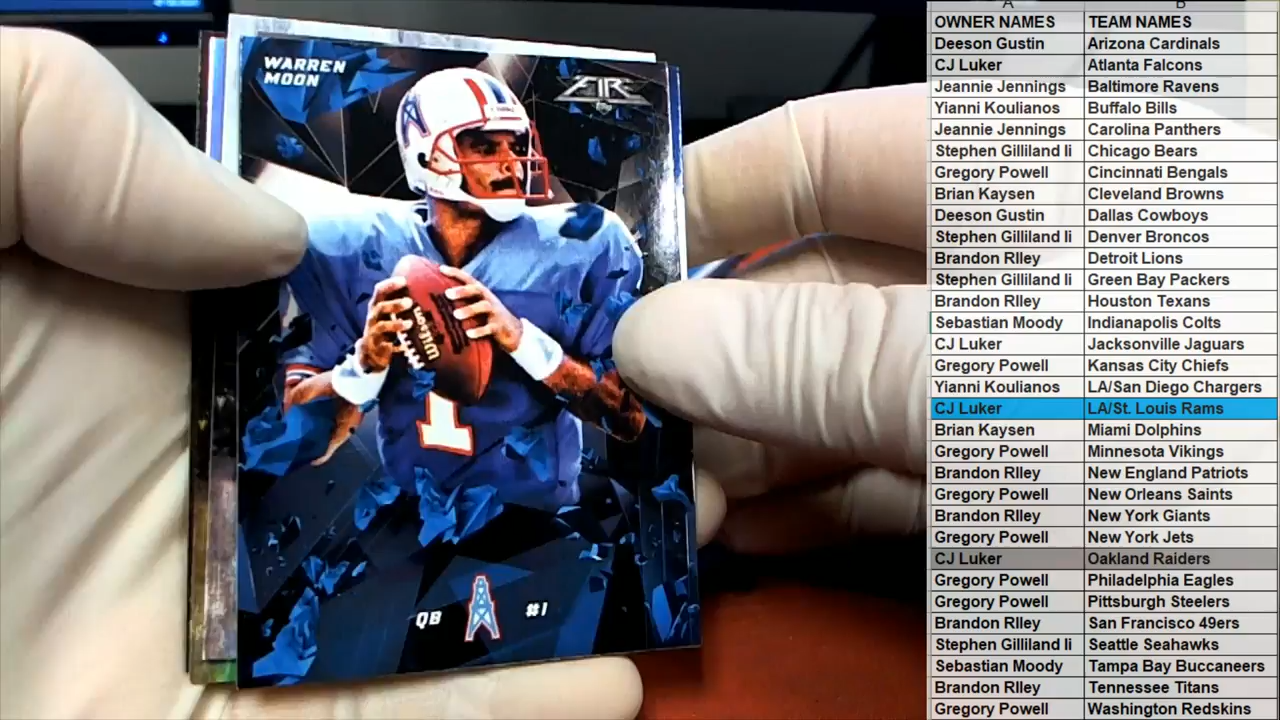 WARREN
MOON
FIRE
Wilson
1
QB #1
A B
OWNER NAMES TEAM NAMES
Deeson Gustin Arizona Cardinals
CJ Luker Atlanta Falcons
Jeannie Jennings Baltimore Ravens
Yianni Koulianos Buffalo Bills
Jeannie Jennings Carolina Panthers
Stephen Gilliland Ii Chicago Bears
Gregory Powell Cincinnati Bengals
Brian Kaysen Cleveland Browns
Deeson Gustin Dallas Cowboys
Stephen Gilliland Ii Denver Broncos
Brandon RIley Detroit Lions
Stephen Gilliland Ii Green Bay Packers
Brandon RIley Houston Texans
Sebastian Moody Indianapolis Colts
CJ Luker Jacksonville Jaguars
Gregory Powell Kansas City Chiefs
Yianni Koulianos LA/San Diego Chargers
CJ Luker LA/St. Louis Rams
Brian Kaysen Miami Dolphins
Gregory Powell Minnesota Vikings
Brandon RIley New England Patriots
Gregory Powell New Orleans Saints
Brandon RIley New York Giants
Gregory Powell New York Jets
CJ Luker Oakland Raiders
Gregory Powell Philadelphia Eagles
Gregory Powell Pittsburgh Steelers
Brandon RIley San Francisco 49ers
Stephen Gilliland Ii Seattle Seahawks
Sebastian Moody Tampa Bay Buccaneers
Brandon RIley Tennessee Titans
Gregory Powell Washington Redskins